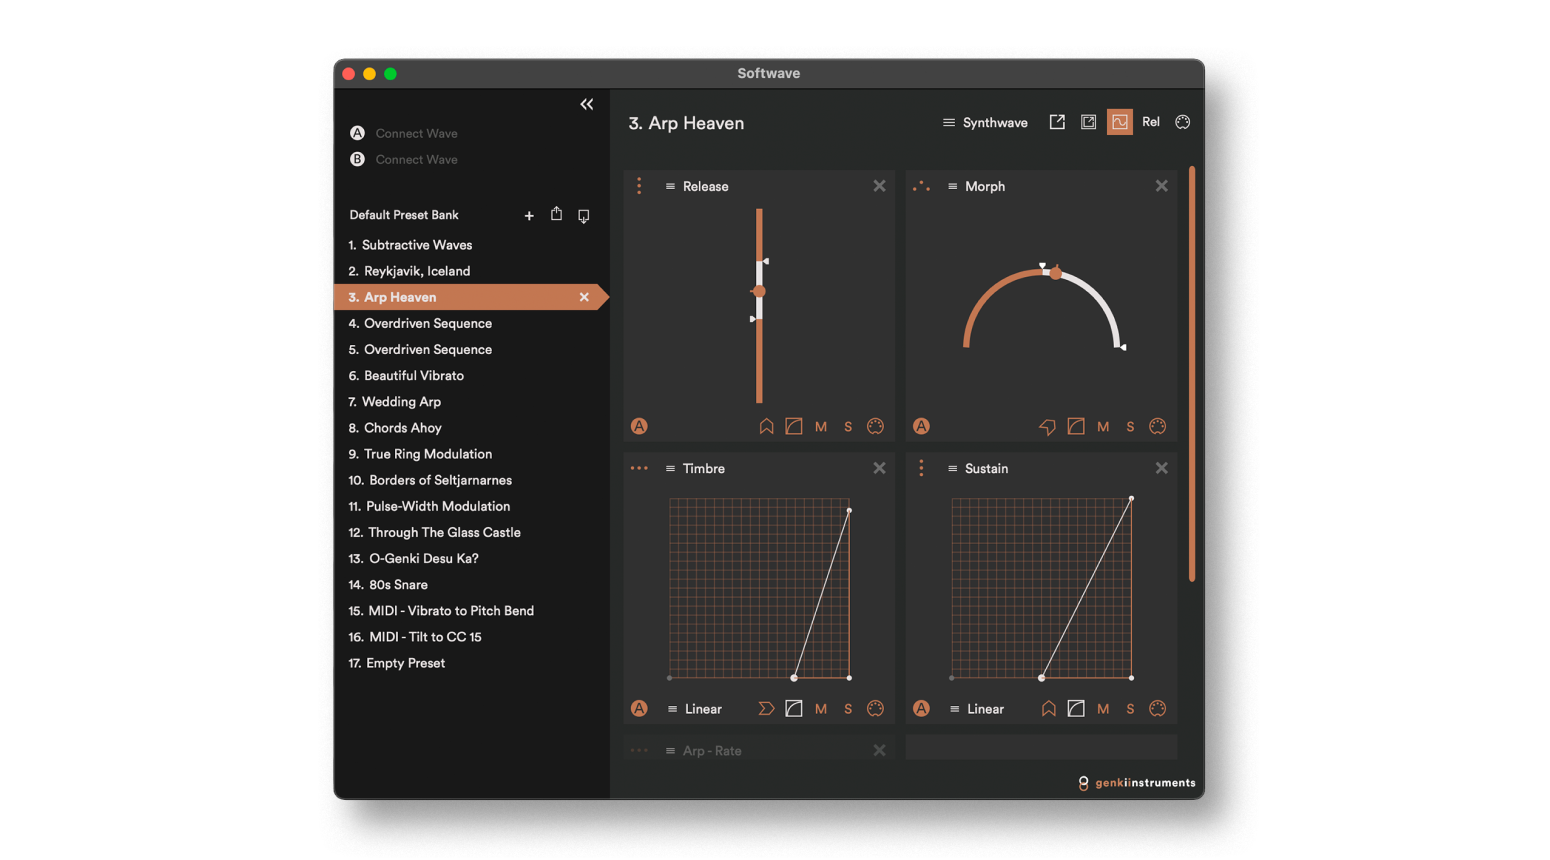 Softwave
A Connect Wave
B Connect Wave
Default Preset Bank
1. Subtractive Waves
2. Reykjavik, Iceland
3. Arp Heaven
4. Overdriven Sequence
5. Overdriven Sequence
6. Beautiful Vibrato
7. Wedding Arp
8. Chords Ahoy
9. True Ring Modulation
10. Borders of Seltjarnarnes
11. Pulse-Width Modulation
12. Through The Glass Castle
13. O-Genki Desu Ka?
14. 80s Snare
15. MIDI - Vibrato to Pitch Bend
16. MIDI - Tilt to CC 15
17. Empty Preset
3. Arp Heaven
Synthwave
Rel
Release
A M S
Morph
A M S
Timbre
A Linear M S
Sustain
A Linear M S
Arp - Rate
genkiinstruments